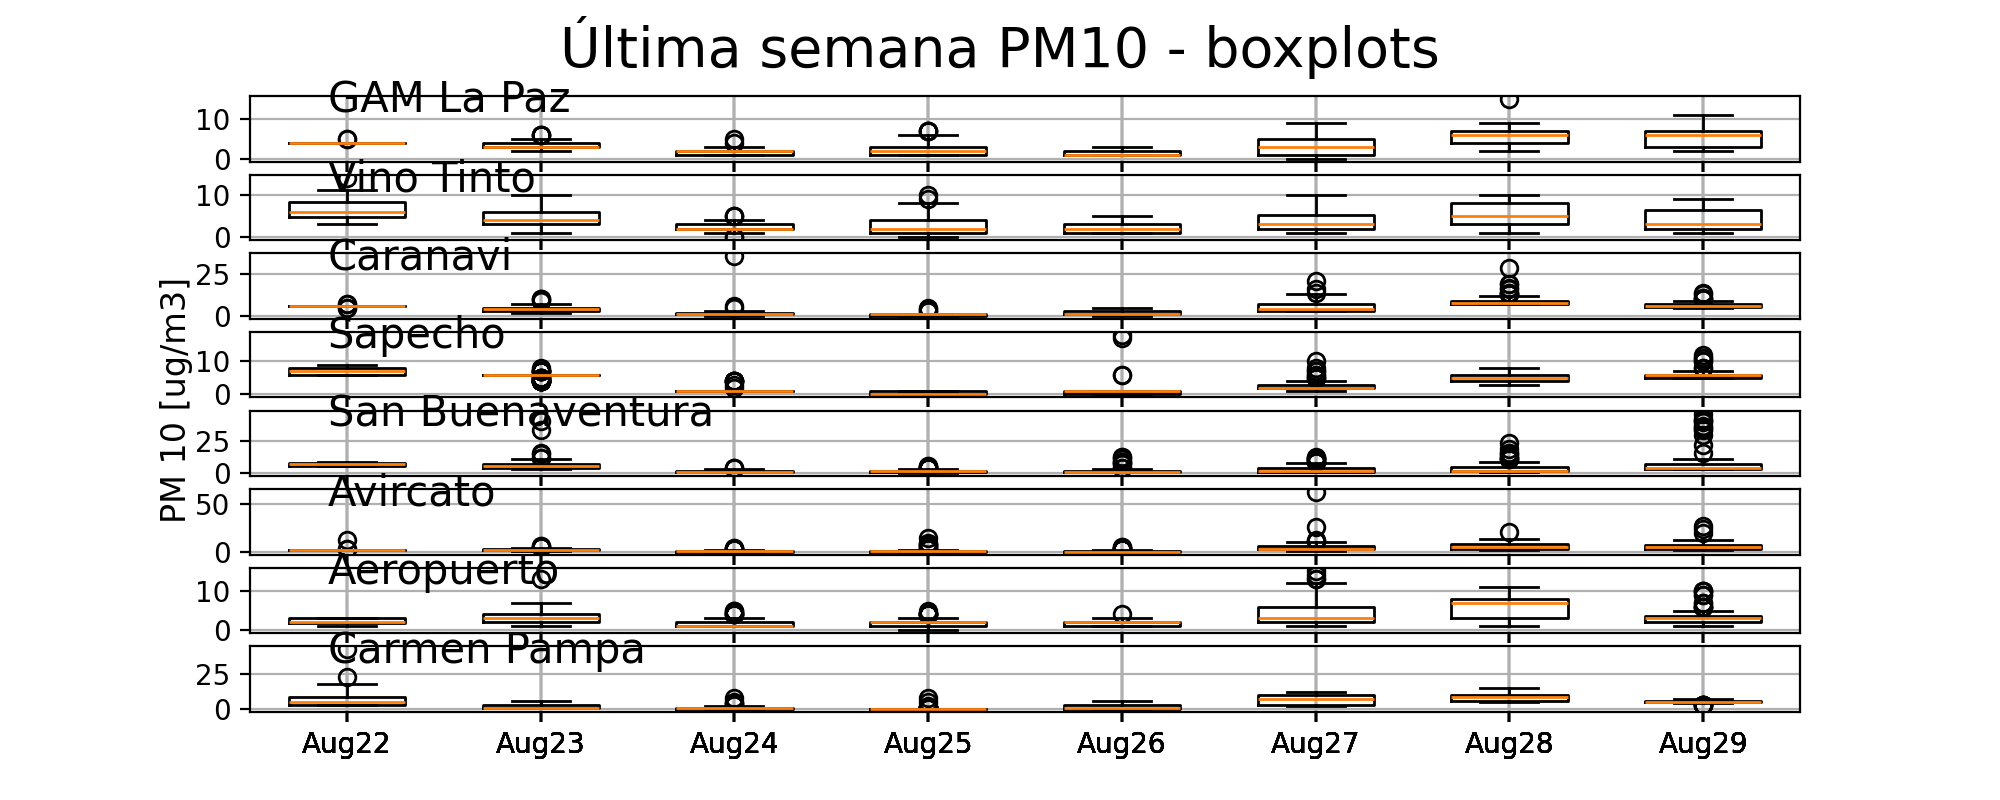 Última semana PM10 - boxplots
PM 10 [ug/m3]
GAM La Paz
10
0
Vino Tinto
10
0
Caranavi
25
0
Sapecho
10
0
San Buenaventura
25
0
Avircato
50
0
Aeropuerto
10
0
Carmen Pampa
25
0
Aug22 Aug23 Aug24 Aug25 Aug26 Aug27 Aug28 Aug29